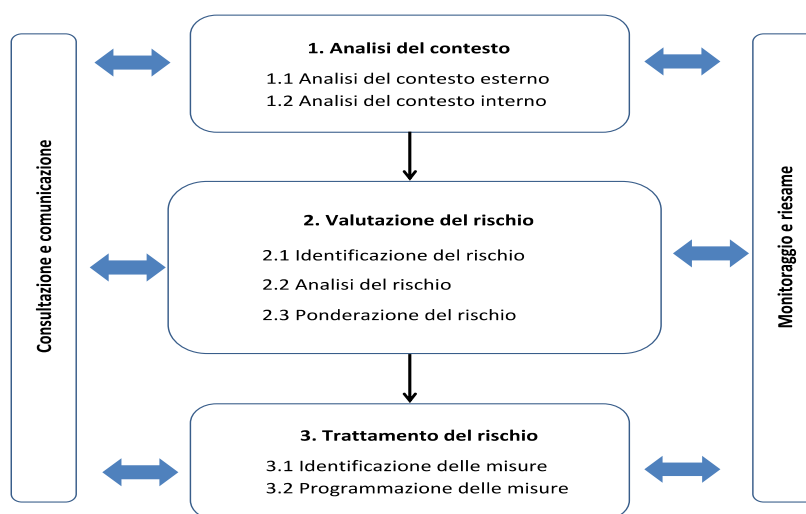 Consultazione e comunicazione
1. Analisi del contesto
1.1 Analisi del contesto esterno
1.2 Analisi del contesto interno
2. Valutazione del rischio
2.1 Identificazione del rischio
2.2 Analisi del rischio
2.3 Ponderazione del rischio
3. Trattamento del rischio
3.1 Identificazione delle misure
3.2 Programmazione delle misure
Monitoraggio e riesame